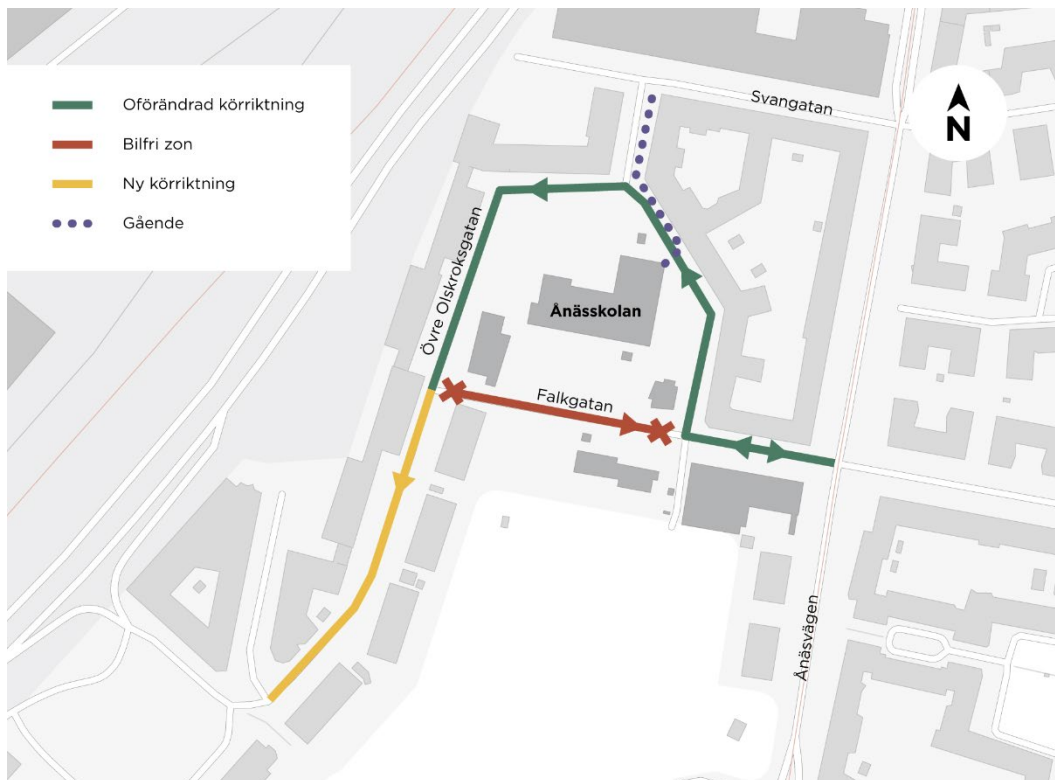 Oförändrad körriktning
Bilfri zon
Ny körriktning
Gående
Svangatan
N
Övre Olskroksgatan
Ånässkolan
Falkgatan
Ånäsvägen